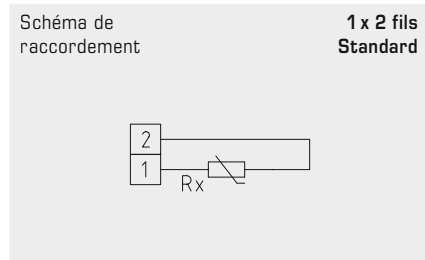 Schéma de raccordement
1 x 2 fils
Standard
2
1
Rx